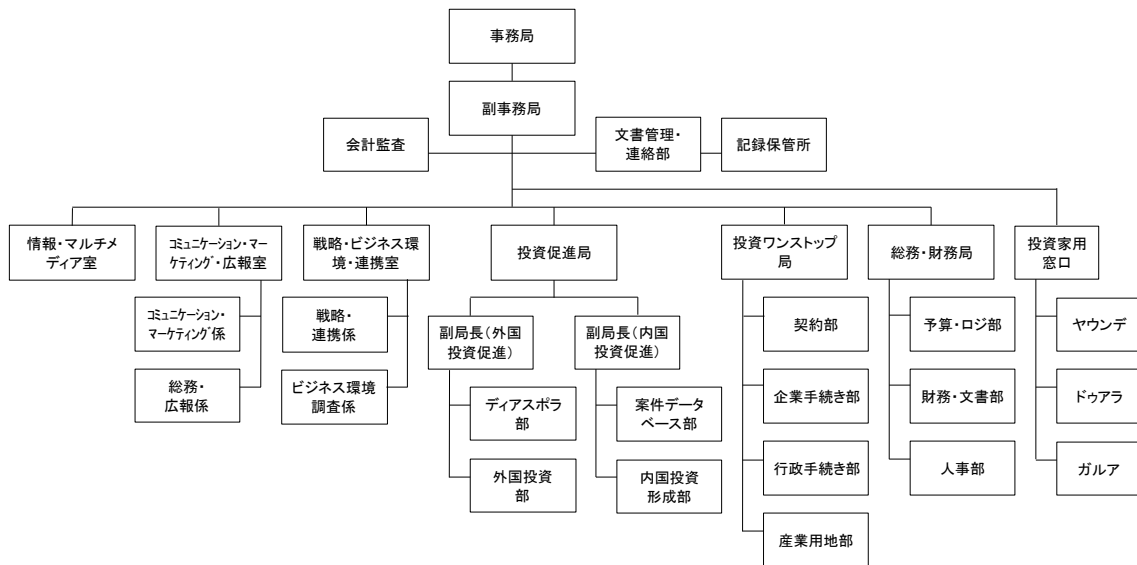 事務局
副事務局
会計監査
文書管理・
連絡部
記録保管所
情報・マルチメ
ディア室
ｺﾐｭﾆｹｰｼｮﾝ・ﾏｰ
ｹﾃｨﾝｸﾞ・広報室
戦略・ビジネス環
境・連携室
投資促進局
投資ワンストップ
局
総務・財務局
投資家用
窓口
ｺﾐｭﾆｹｰｼｮﾝ・
ﾏｰｹﾃｨﾝｸﾞ係
総務・
広報係
戦略・
連携係
ビジネス環境
調査係
副局長（外国
投資促進）
ディアスポラ
部
外国投資
部
副局長（内国
投資促進）
案件データ
ベース部
内国投資
形成部
契約部
企業手続き部
行政手続き部
産業用地部
予算・ロジ部
財務・文書部
人事部
ヤウンデ
ドゥアラ
ガルア